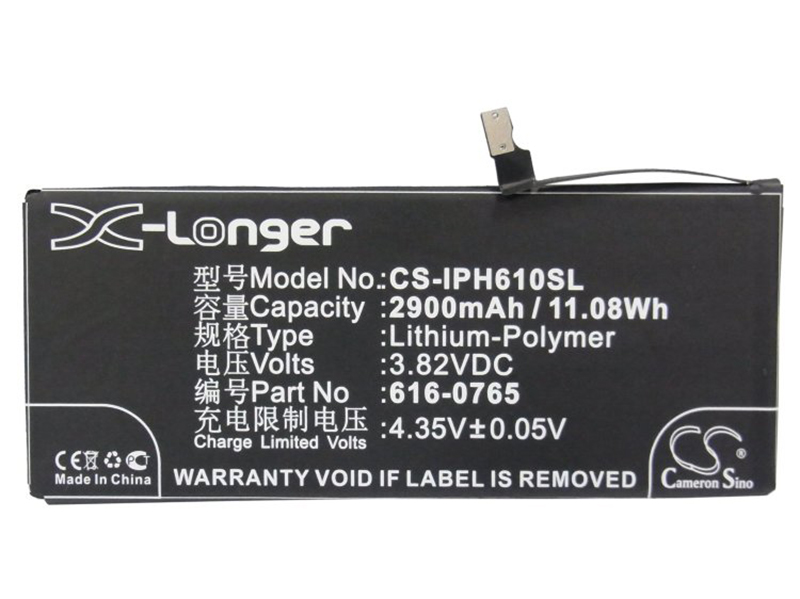 X-Longer
型号Model No.:CS-IPH610SL
容量Capacity :2900mAh / 11.08Wh
规格Type :Lithium-Polymer
电压Volts :3.82VDC
编号Part No :616-0765
充电限制电压
Charge Limited Volts :4.35V±0.05V
CE PCT
Made In China
WARRANTY VOID IF LABEL IS REMOVED
CS ®
Cameron Sino